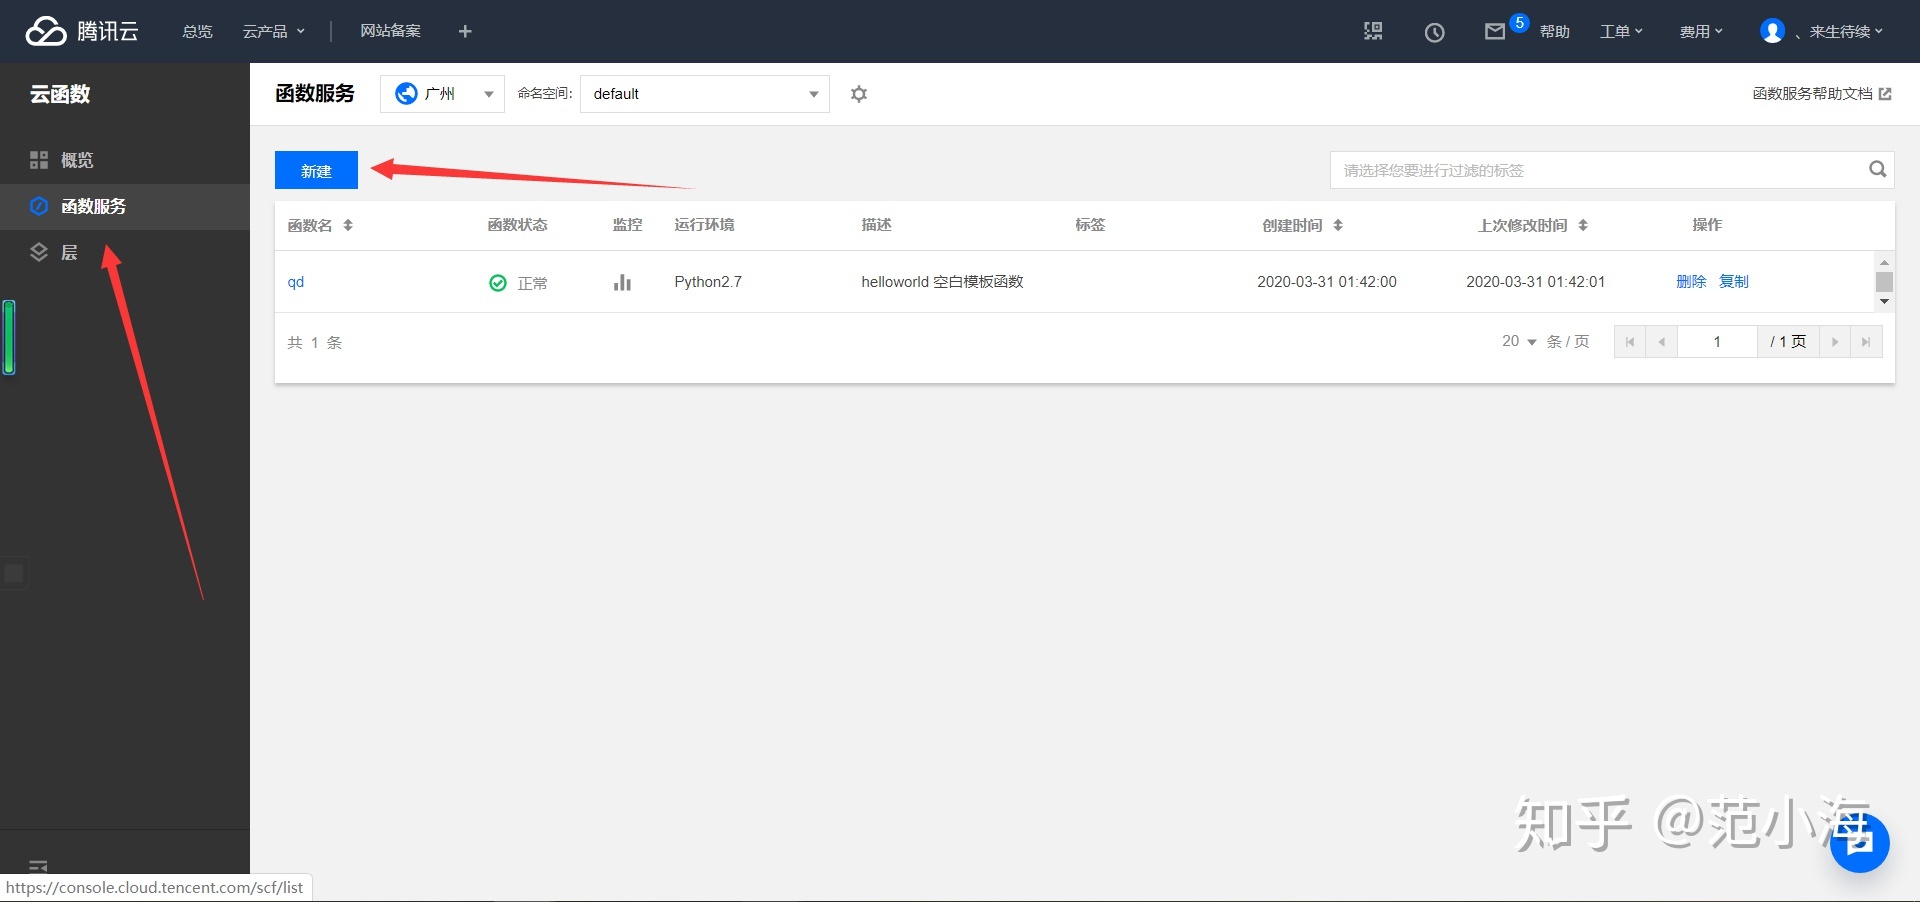 腾讯云 总览 云产品 网站备案 + 5 帮助 工单 费用 、来生待续
云函数
概览
函数服务
层
函数服务 广州 命名空间: default 函数服务帮助文档
新建 请选择您要进行过滤的标签
函数名 函数状态 监控 运行环境 描述 标签 创建时间 上次修改时间 操作
qd 正常 Python2.7 helloworld 空白模板函数 2020-03-31 01:42:00 2020-03-31 01:42:01 删除 复制
共 1 条 20 条 / 页 1 / 1 页
知乎 @范小海
https://console.cloud.tencent.com/scf/list